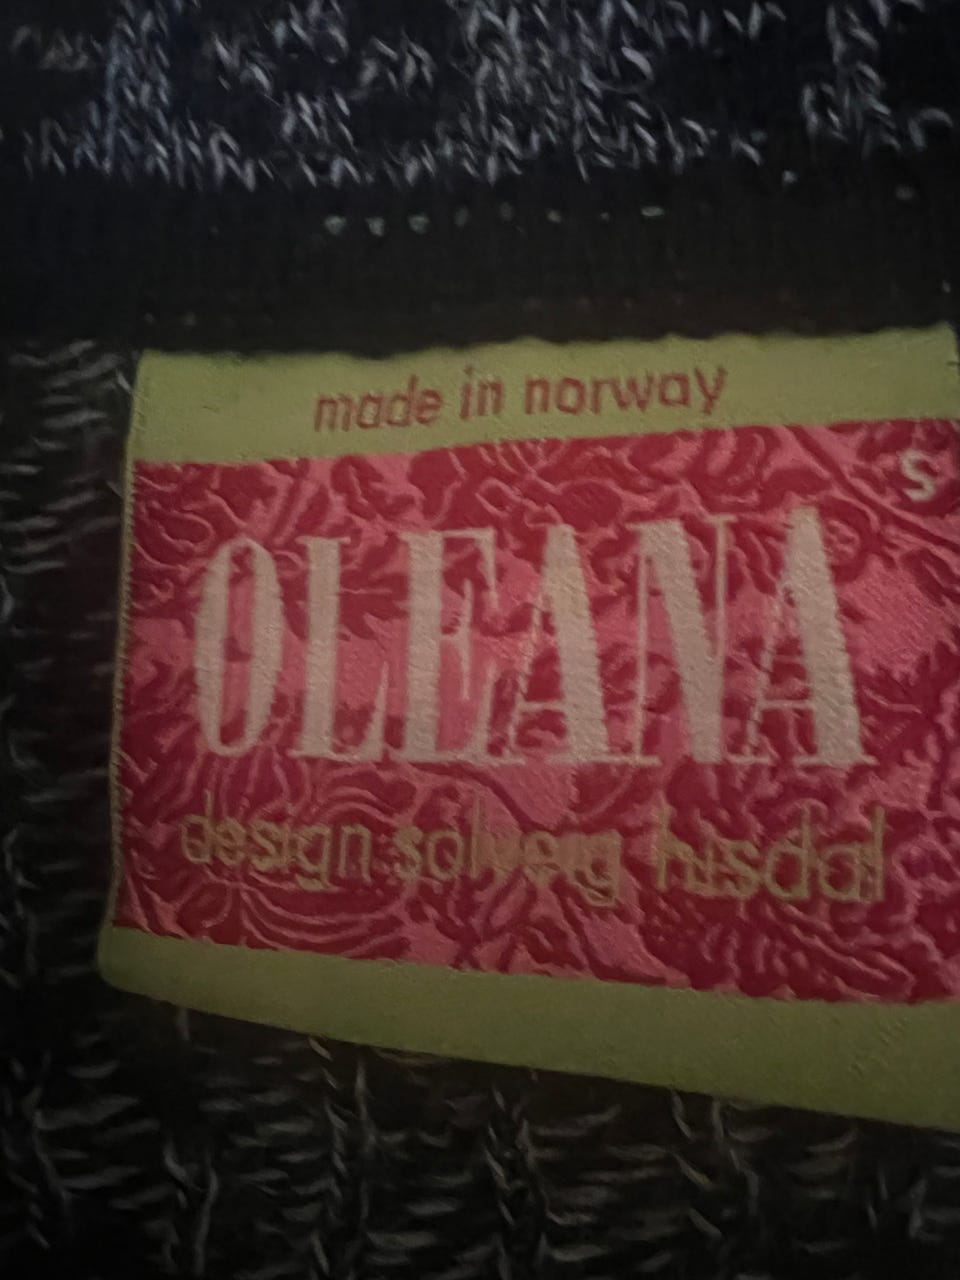 made in norway
S
OLEANA
design solveig hisdal